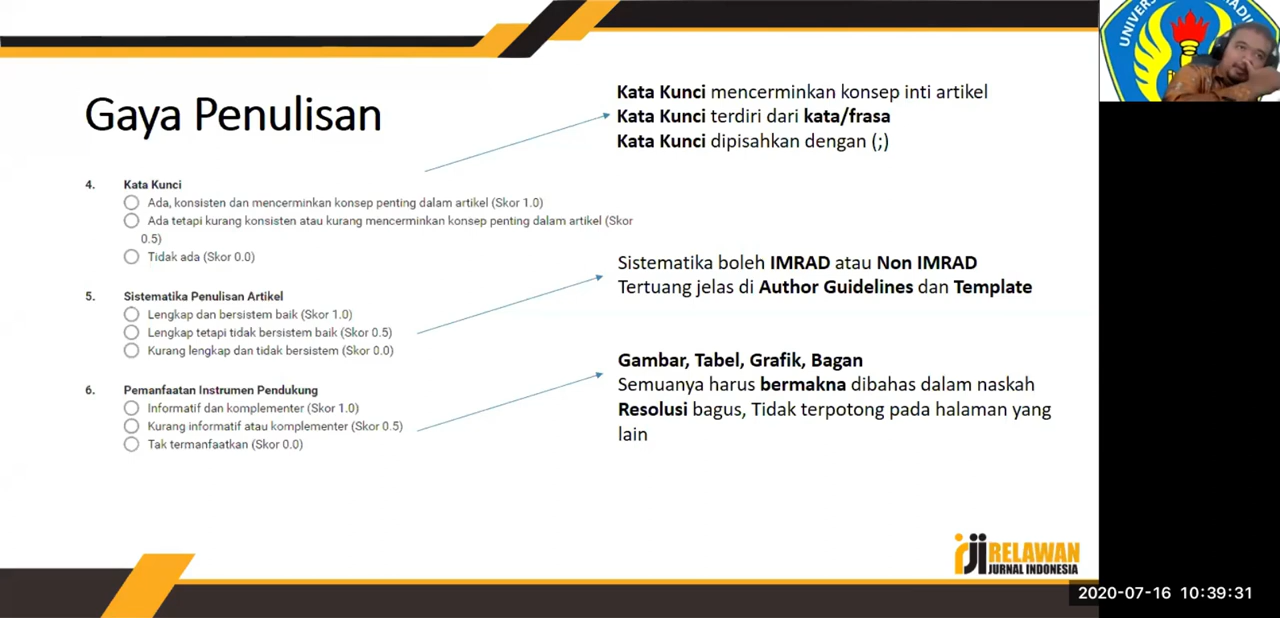 Gaya Penulisan
4. Kata Kunci
Ada, konsisten dan mencerminkan konsep penting dalam artikel (Skor 1.0)
Ada tetapi kurang konsisten atau kurang mencerminkan konsep penting dalam artikel (Skor
0.5)
Tidak ada (Skor 0.0)
5. Sistematika Penulisan Artikel
Lengkap dan bersistem baik (Skor 1.0)
Lengkap tetapi tidak bersistem baik (Skor 0.5)
Kurang lengkap dan tidak bersistem (Skor 0.0)
6. Pemanfaatan Instrumen Pendukung
Informatif dan komplementer (Skor 1.0)
Kurang informatif atau komplementer (Skor 0.5)
Tak termanfaatkan (Skor 0.0)
Kata Kunci mencerminkan konsep inti artikel
Kata Kunci terdiri dari kata/frasa
Kata Kunci dipisahkan dengan (;)
Sistematika boleh IMRAD atau Non IMRAD
Tertuang jelas di Author Guidelines dan Template
Gambar, Tabel, Grafik, Bagan
Semuanya harus bermakna dibahas dalam naskah
Resolusi bagus, Tidak terpotong pada halaman yang
lain
rji RELAWAN
JURNAL INDONESIA
2020-07-16 10:39:31